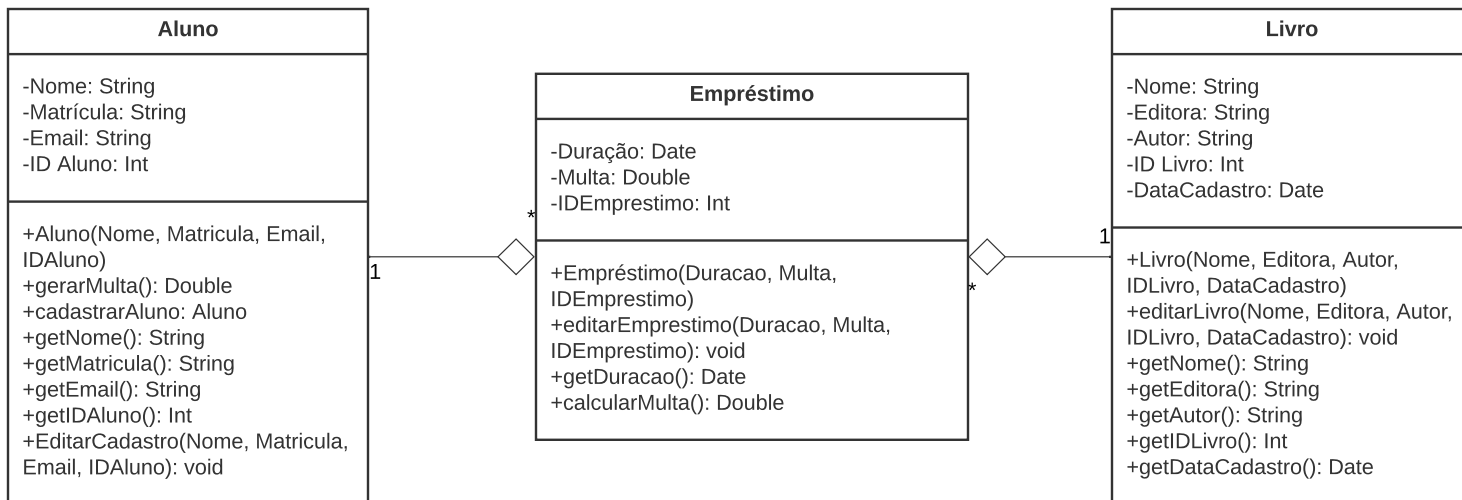 Aluno
-Nome: String
-Matrícula: String
-Email: String
-ID Aluno: Int
+Aluno(Nome, Matricula, Email,
IDAluno)
+gerarMulta(): Double
+cadastrarAluno: Aluno
+getNome(): String
+getMatricula(): String
+getEmail(): String
+getIDAluno(): Int
+EditarCadastro(Nome, Matricula,
Email, IDAluno): void
1
*
Empréstimo
-Duração: Date
-Multa: Double
-IDEmprestimo: Int
+Empréstimo(Duracao, Multa,
IDEmprestimo)
+editarEmprestimo(Duracao, Multa,
IDEmprestimo): void
+getDuracao(): Date
+calcularMulta(): Double
*
1
Livro
-Nome: String
-Editora: String
-Autor: String
-ID Livro: Int
-DataCadastro: Date
+Livro(Nome, Editora, Autor,
IDLivro, DataCadastro)
+editarLivro(Nome, Editora, Autor,
IDLivro, DataCadastro): void
+getNome(): String
+getEditora(): String
+getAutor(): String
+getIDLivro(): Int
+getDataCadastro(): Date